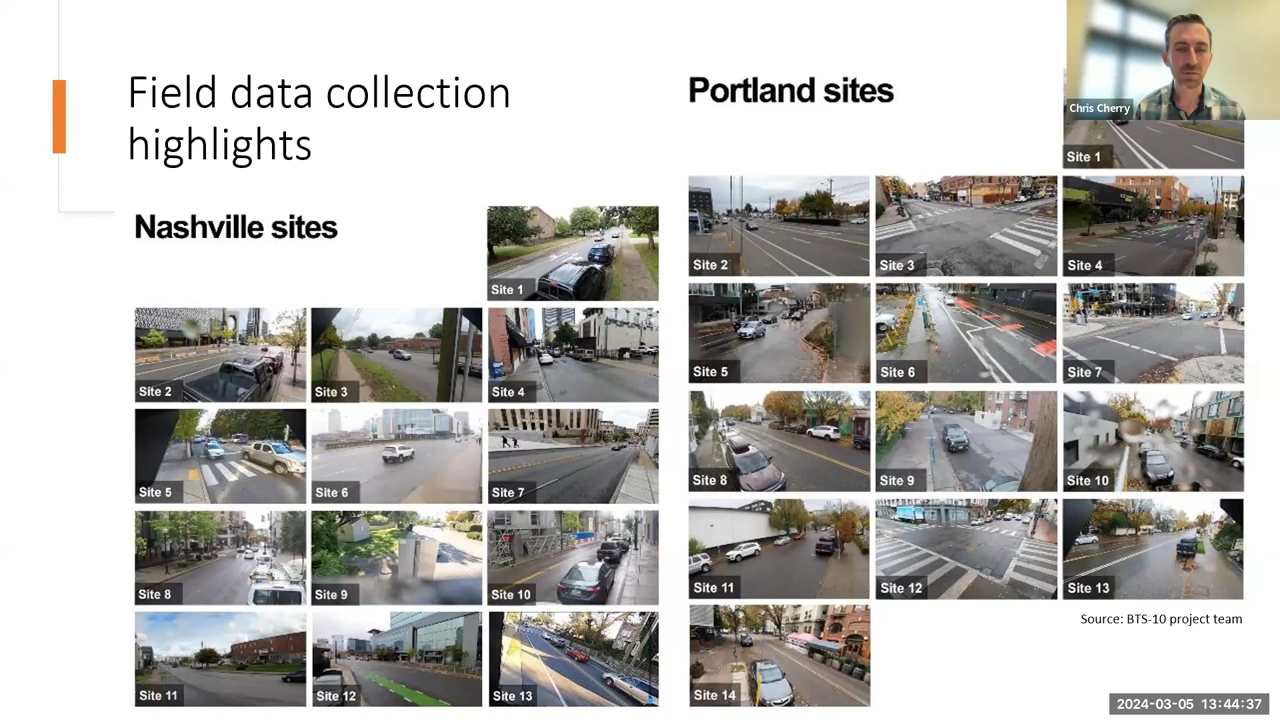 Field data collection
highlights
Nashville sites
Site 1
Site 2
Site 3
Site 4
Site 5
Site 6
Site 7
Site 8
Site 9
Site 10
Site 11
Site 12
Site 13
Portland sites
Chris Cherry
Site 1
Site 2
Site 3
Site 4
Site 5
Site 6
Site 7
Site 8
Site 9
Site 10
Site 11
Site 12
Site 13
Site 14
Source: BTS-10 project team
2024-03-05 13:44:37